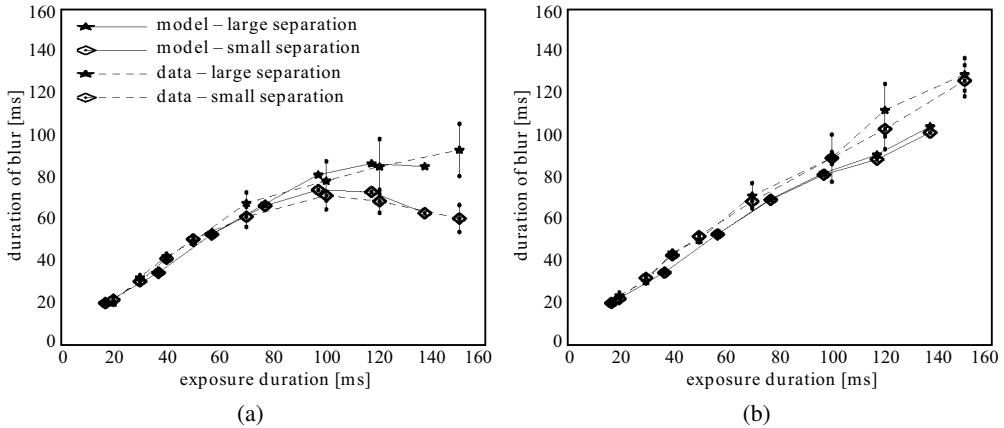 160
140
120
100
80
60
40
20
0
duration of blur [ms]
model – large separation
model – small separation
data – large separation
data – small separation
0 20 40 60 80 100 120 140 160
exposure duration [ms]
(a)
160
140
120
100
80
60
40
20
0
duration of blur [ms]
0 20 40 60 80 100 120 140 160
exposure duration [ms]
(b)